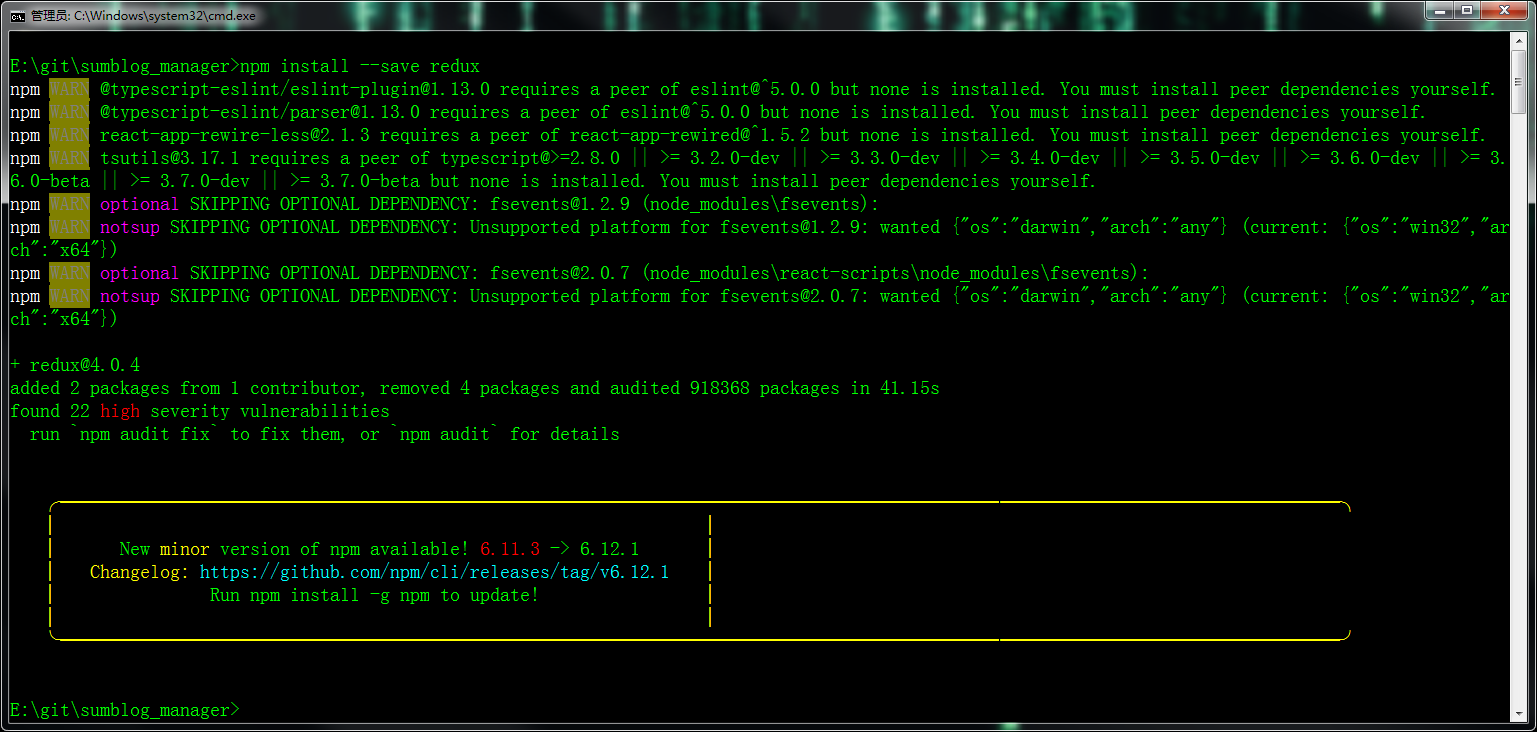 管理员: C:\Windows\system32\cmd.exe
E:\git\sumblog_manager>npm install --save redux
npm WARN @typescript-eslint/eslint-plugin@1.13.0 requires a peer of eslint@^5.0.0 but none is installed. You must install peer dependencies yourself.
npm WARN @typescript-eslint/parser@1.13.0 requires a peer of eslint@^5.0.0 but none is installed. You must install peer dependencies yourself.
npm WARN react-app-rewire-less@2.1.3 requires a peer of react-app-rewired@^1.5.2 but none is installed. You must install peer dependencies yourself.
npm WARN tsutils@3.17.1 requires a peer of typescript@>=2.8.0 || >= 3.2.0-dev || >= 3.3.0-dev || >= 3.4.0-dev || >= 3.5.0-dev || >= 3.6.0-dev || >= 3.
6.0-beta || >= 3.7.0-dev || >= 3.7.0-beta but none is installed. You must install peer dependencies yourself.
npm WARN optional SKIPPING OPTIONAL DEPENDENCY: fsevents@1.2.9 (node_modules\fsevents):
npm WARN notsup SKIPPING OPTIONAL DEPENDENCY: Unsupported platform for fsevents@1.2.9: wanted {"os":"darwin","arch":"any"} (current: {"os":"win32","ar
ch":"x64"})
npm WARN optional SKIPPING OPTIONAL DEPENDENCY: fsevents@2.0.7 (node_modules\react-scripts\node_modules\fsevents):
npm WARN notsup SKIPPING OPTIONAL DEPENDENCY: Unsupported platform for fsevents@2.0.7: wanted {"os":"darwin","arch":"any"} (current: {"os":"win32","ar
ch":"x64"})
+ redux@4.0.4
added 2 packages from 1 contributor, removed 4 packages and audited 918368 packages in 41.15s
found 22 high severity vulnerabilities
run `npm audit fix` to fix them, or `npm audit` for details
New minor version of npm available! 6.11.3 -> 6.12.1
Changelog: https://github.com/npm/cli/releases/tag/v6.12.1
Run npm install -g npm to update!
E:\git\sumblog_manager>